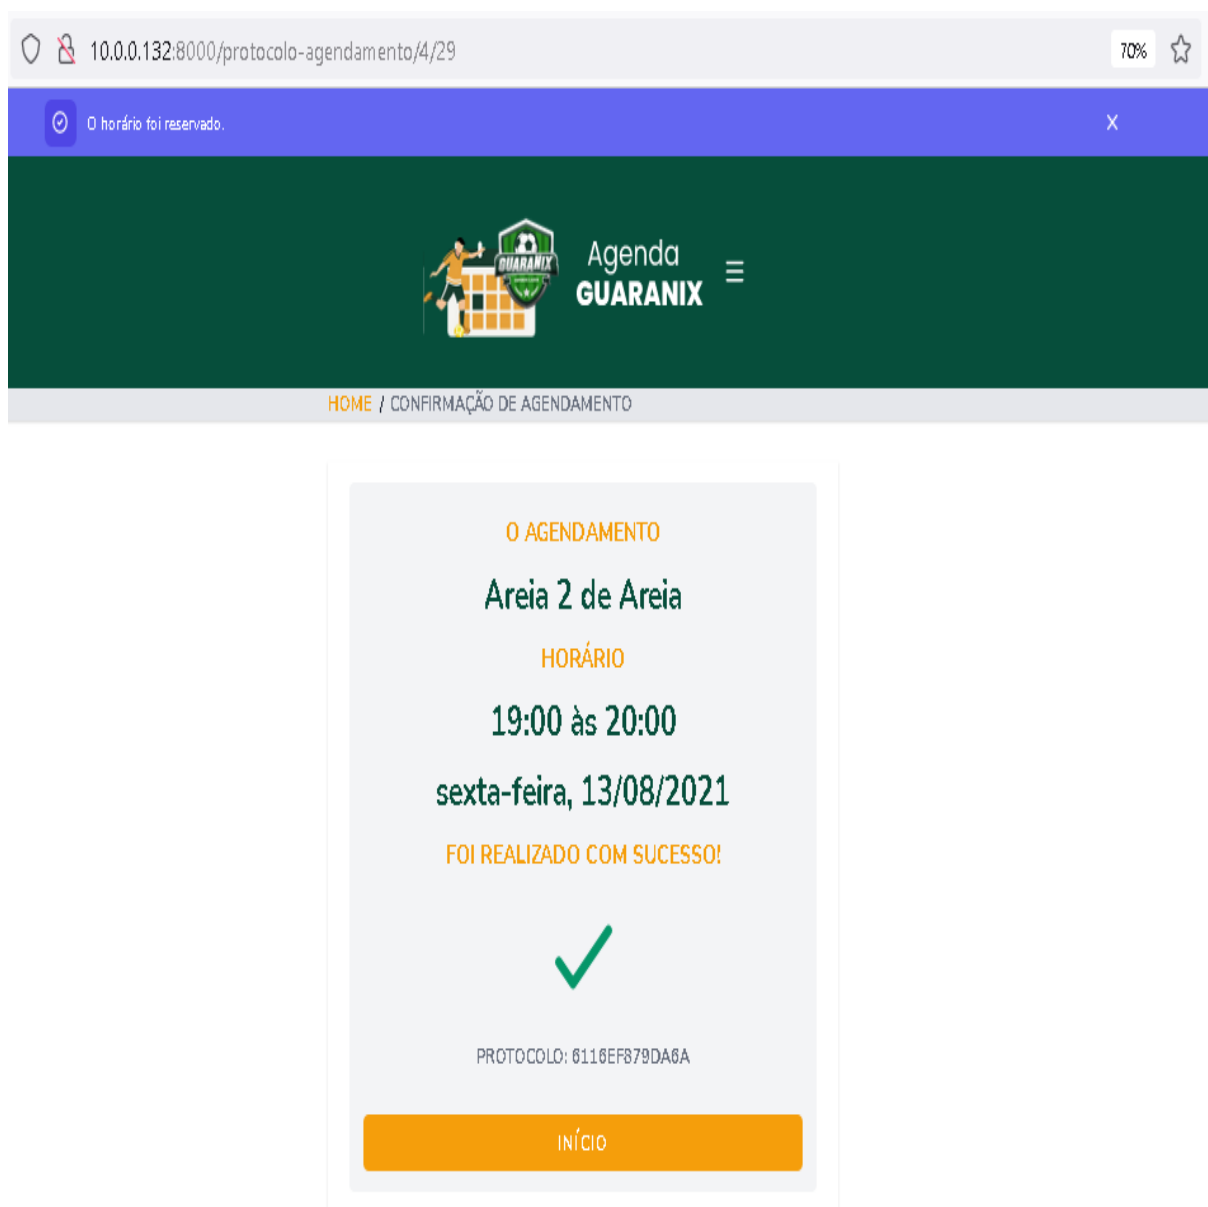 10.0.0.132:8000/protocolo-agendamento/4/29
70%
O horário foi reservado.
X
GUARANIX
Agenda
GUARANIX
HOME / CONFIRMAÇÃO DE AGENDAMENTO
O AGENDAMENTO
Areia 2 de Areia
HORÁRIO
19:00 às 20:00
sexta-feira, 13/08/2021
FOI REALIZADO COM SUCESSO!
PROTOCOLO: 6116EF879DA6A
INÍCIO